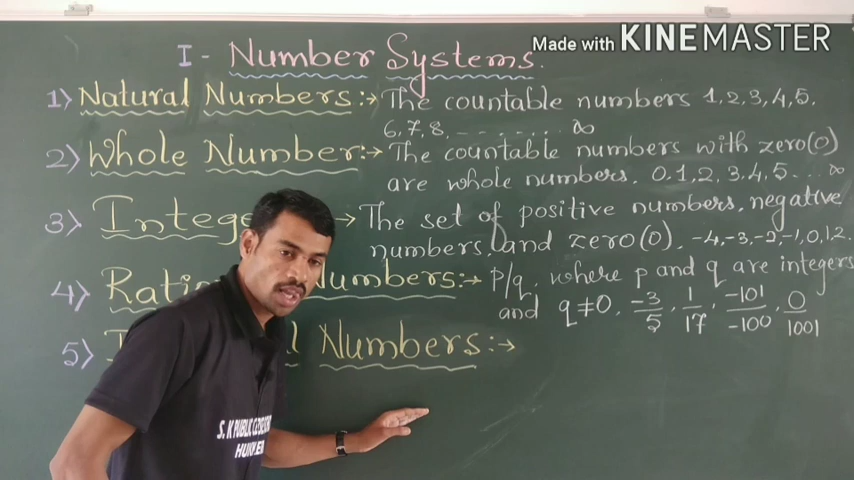 Made with KINEMASTER
I - Number Systems.
1) Natural Numbers :→ The countable numbers 1,2,3,4,5,
6,7,8, - - - - - - - ∞
2) Whole Number :→ The countable numbers with zero(0)
are whole numbers. 0,1,2,3,4,5 ... ∞
3) Intege → The set of positive numbers, negative
numbers, and zero(0). -4,-3,-2,-1,0,1,2.
4) Rati Numbers :→ p/q, where p and q are integers
and q≠0, -3/5, 1/17, -101/-100, 0/1001
5) I l Numbers :→
S.K PUBLIC
HUK